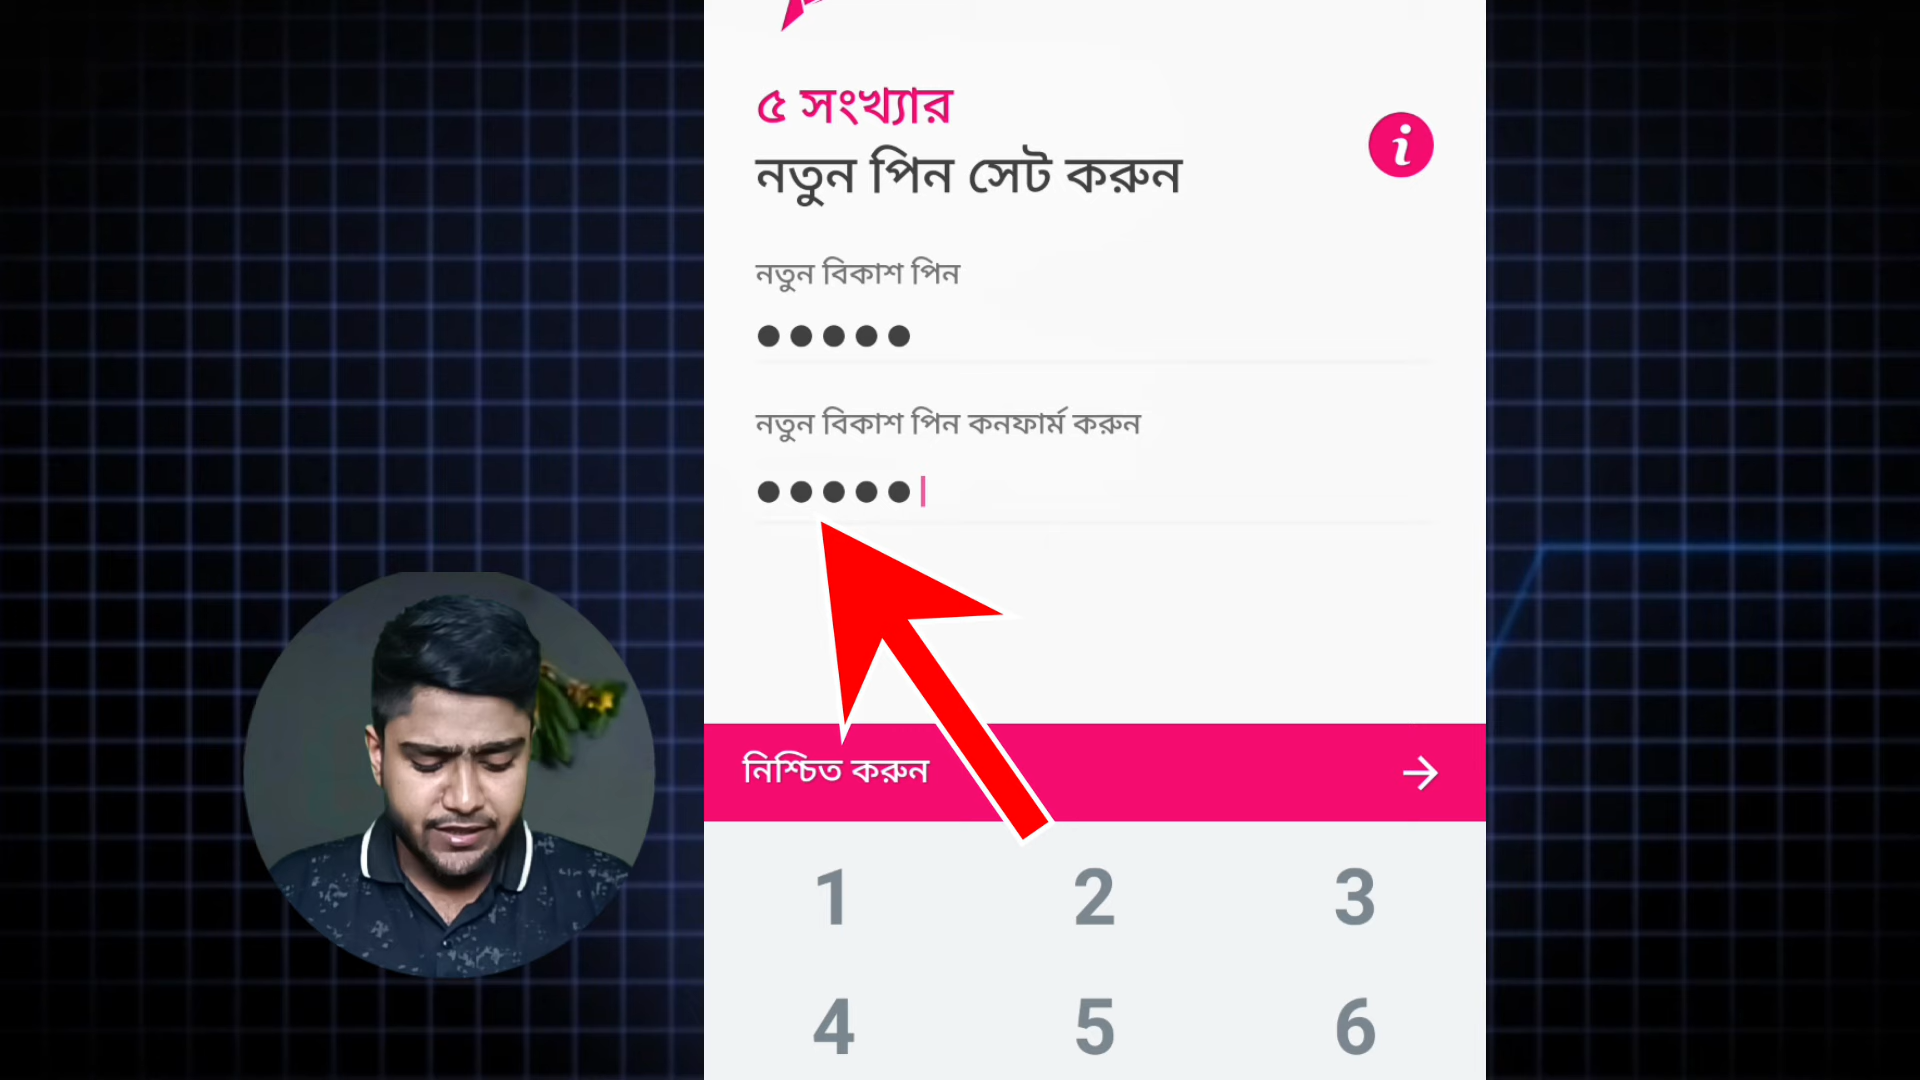 ৫ সংখ্যার
নতুন পিন সেট করুন
i
নতুন বিকাশ পিন
নতুন বিকাশ পিন কনফার্ম করুন
নিশ্চিত করুন
1 2 3
4 5 6